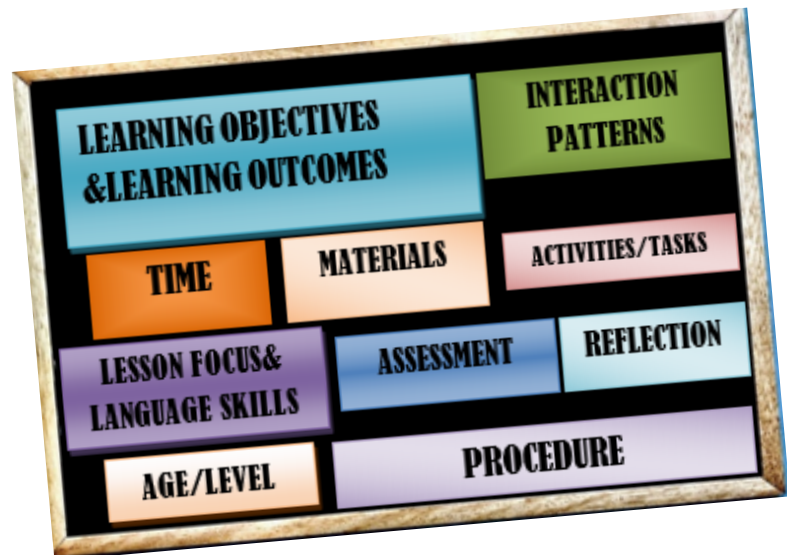 LEARNING OBJECTIVES
&LEARNING OUTCOMES
INTERACTION
PATTERNS
TIME
MATERIALS
ACTIVITIES/TASKS
LESSON FOCUS&
LANGUAGE SKILLS
ASSESSMENT
REFLECTION
AGE/LEVEL
PROCEDURE